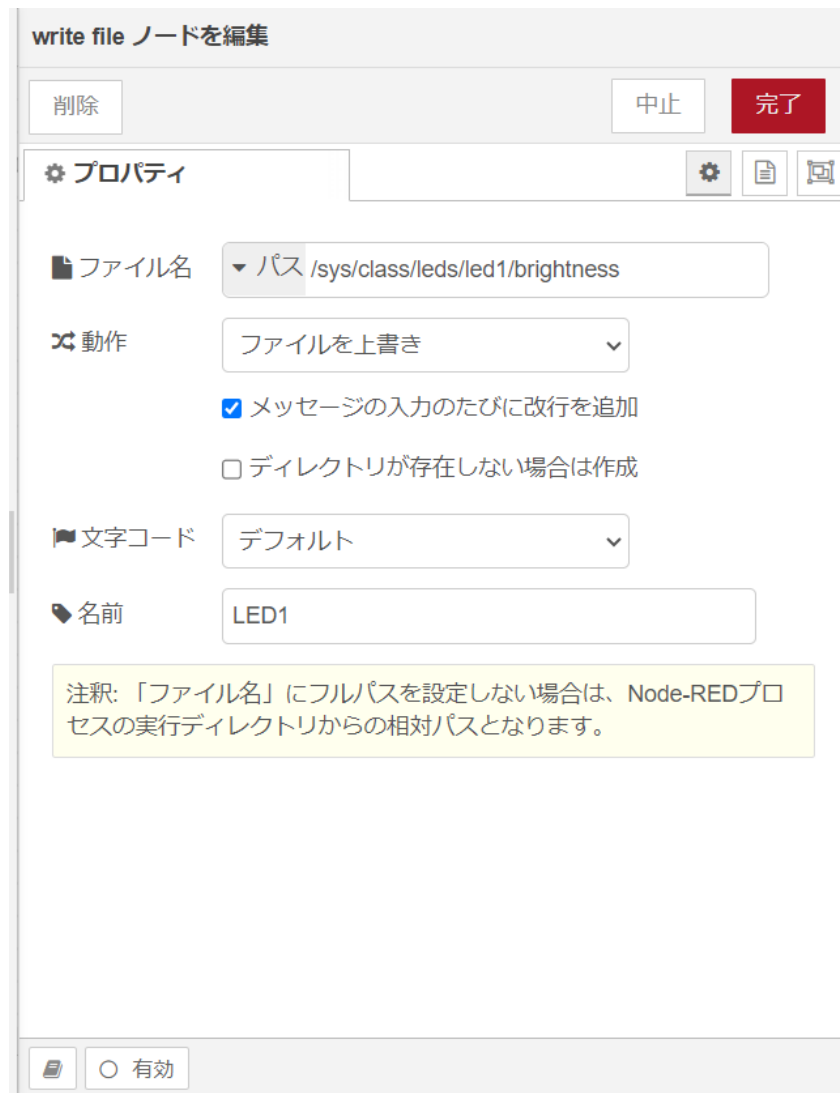 write file ノードを編集
削除
中止
完了
プロパティ
ファイル名
パス
/sys/class/leds/led1/brightness
動作
ファイルを上書き
メッセージの入力のたびに改行を追加
ディレクトリが存在しない場合は作成
文字コード
デフォルト
名前
LED1
注釈: 「ファイル名」にフルパスを設定しない場合は、Node-REDプロ
セスの実行ディレクトリからの相対パスとなります。
有効